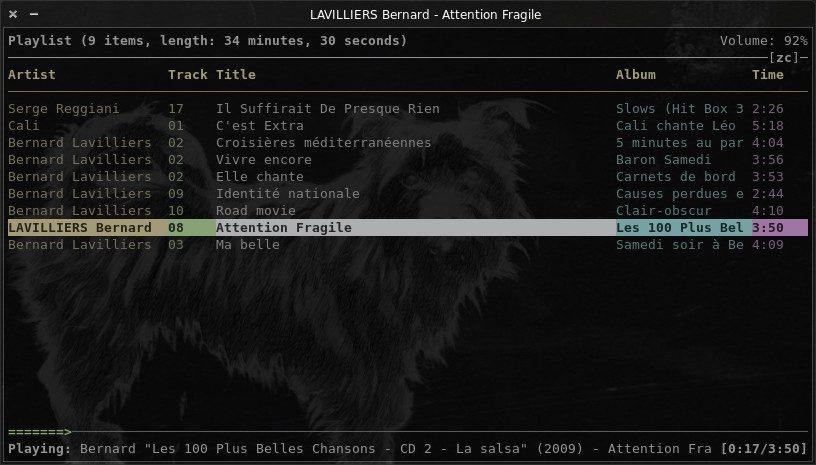 LAVILLIERS Bernard - Attention Fragile
Playlist (9 items, length: 34 minutes, 30 seconds) Volume: 92%
[zc]
Artist Track Title Album Time
Serge Reggiani 17 Il Suffirait De Presque Rien Slows (Hit Box 3 2:26
Cali 01 C'est Extra Cali chante Léo 5:18
Bernard Lavilliers 02 Croisières méditerranéennes 5 minutes au par 4:04
Bernard Lavilliers 02 Vivre encore Baron Samedi 3:56
Bernard Lavilliers 02 Elle chante Carnets de bord 3:53
Bernard Lavilliers 09 Identité nationale Causes perdues e 2:44
Bernard Lavilliers 10 Road movie Clair-obscur 4:10
LAVILLIERS Bernard 08 Attention Fragile Les 100 Plus Bel 3:50
Bernard Lavilliers 03 Ma belle Samedi soir à Be 4:09
=======>
Playing: Bernard "Les 100 Plus Belles Chansons - CD 2 - La salsa" (2009) - Attention Fra [0:17/3:50]